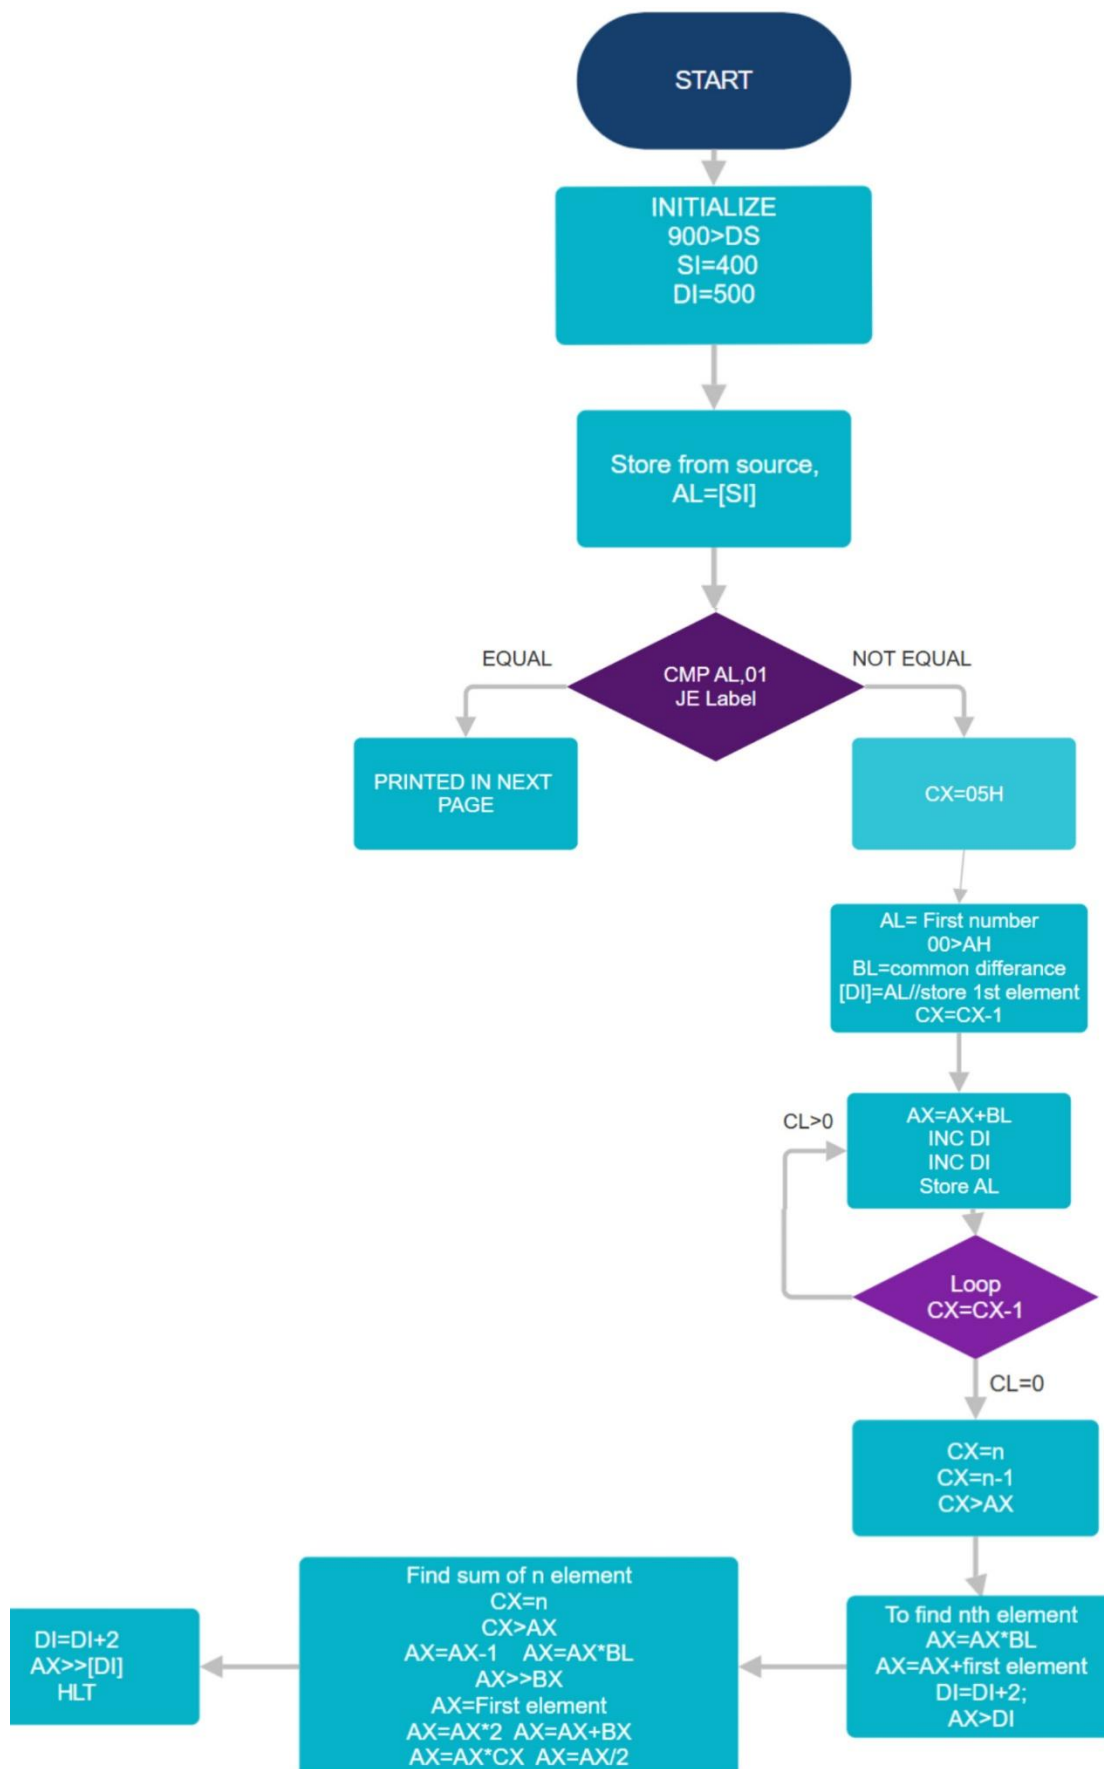 START
INITIALIZE
900>DS
SI=400
DI=500
Store from source,
AL=[SI]
CMP AL,01
JE Label
EQUAL
NOT EQUAL
PRINTED IN NEXT
PAGE
CX=05H
AL= First number
00>AH
BL=common differance
[DI]=AL//store 1st element
CX=CX-1
AX=AX+BL
INC DI
INC DI
Store AL
CL>0
Loop
CX=CX-1
CL=0
CX=n
CX=n-1
CX>AX
To find nth element
AX=AX*BL
AX=AX+first element
DI=DI+2;
AX>DI
Find sum of n element
CX=n
CX>AX
AX=AX-1 AX=AX*BL
AX>>BX
AX=First element
AX=AX*2 AX=AX+BX
AX=AX*CX AX=AX/2
DI=DI+2
AX>>[DI]
HLT